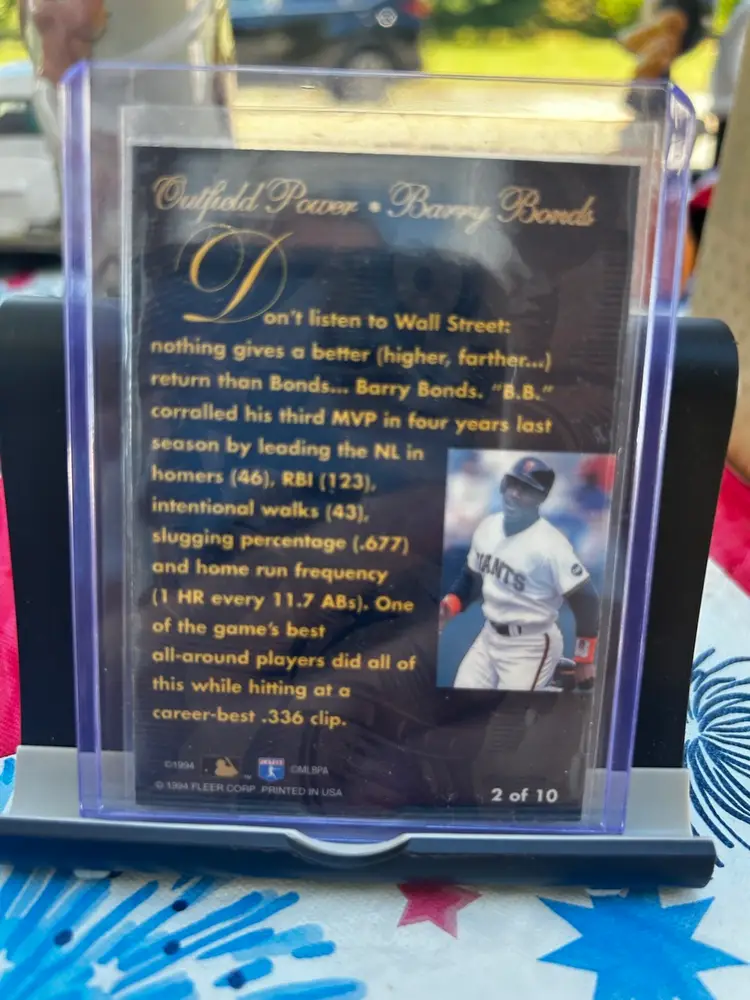 Outfield Power • Barry Bonds
Don't listen to Wall Street:
nothing gives a better (higher, farther...)
return than Bonds... Barry Bonds. "B.B."
corralled his third MVP in four years last
season by leading the NL in
homers (46), RBI (123),
intentional walks (43),
slugging percentage (.677)
and home run frequency
(1 HR every 11.7 ABs). One
of the game's best
all-around players did all of
this while hitting at a
career-best .336 clip.
GIANTS
©1994 ™ ©MLBPA
© 1994 FLEER CORP. PRINTED IN USA
2 of 10